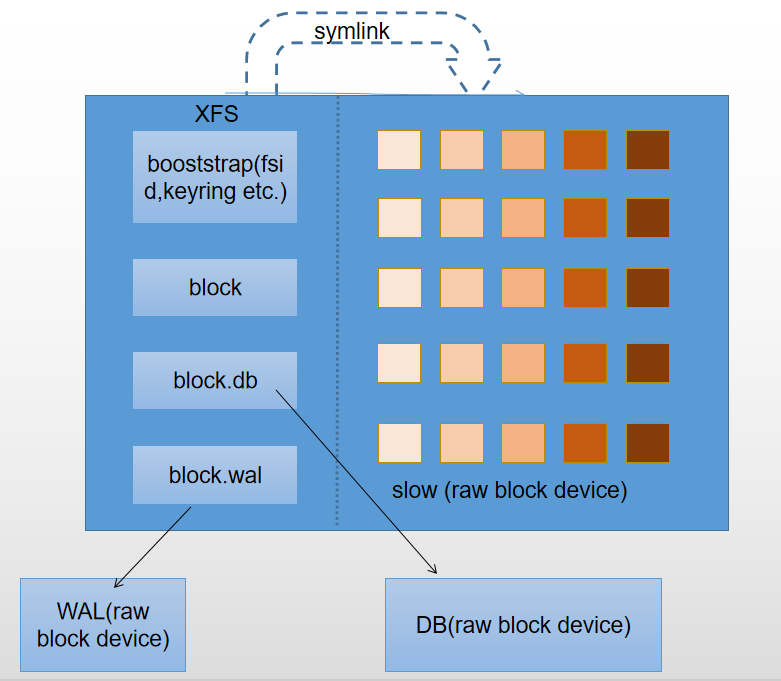 symlink
XFS
booststrap(fsi
d,keyring etc.)
block
block.db
block.wal
slow (raw block device)
WAL(raw
block device)
DB(raw block device)